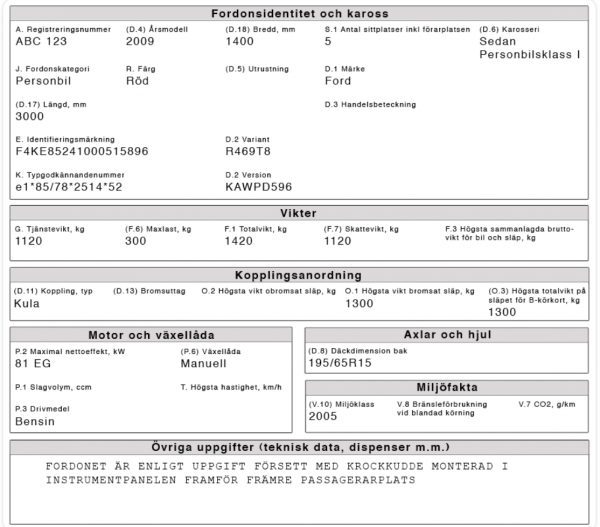 Fordonsidentitet och kaross
A. Registreringsnummer (D.4) Årsmodell (D.18) Bredd, mm S.1 Antal sittplatser inkl förarplatsen (D.6) Karosseri
ABC 123 2009 1400 5 Sedan
Personbilsklass I
J. Fordonskategori R. Färg (D.5) Utrustning D.1 Märke
Personbil Röd Ford
(D.17) Längd, mm D.3 Handelsbeteckning
3000
E. Identifieringsmärkning D.2 Variant
F4KE85241000515896 R469T8
K. Typgodkännandenummer D.2 Version
e1*85/78*2514*52 KAWPD596
Vikter
G. Tjänstevikt, kg (F.6) Maxlast, kg F.1 Totalvikt, kg (F.7) Skattevikt, kg F.3 Högsta sammanlagda brutto-
vikt för bil och släp, kg
1120 300 1420 1120
Kopplingsanordning
(D.11) Koppling, typ (D.13) Bromsuttag O.2 Högsta vikt obromsat släp, kg O.1 Högsta vikt bromsat släp, kg (O.3) Högsta totalvikt på
släpet för B-körkort, kg
Kula 1300 1300
Motor och växellåda
P.2 Maximal nettoeffekt, kW (P.6) Växellåda
81 EG Manuell
P.1 Slagvolym, ccm T. Högsta hastighet, km/h
P.3 Drivmedel
Bensin
Axlar och hjul
(D.8) Däckdimension bak
195/65R15
Miljöfakta
(V.10) Miljöklass V.8 Bränsleförbrukning V.7 CO2, g/km
vid blandad körning
2005
Övriga uppgifter (teknisk data, dispenser m.m.)
FORDONET ÄR ENLIGT UPPGIFT FÖRSETT MED KROCKKUDDE MONTERAD I
INSTRUMENTPANELEN FRAMFÖR FRÄMRE PASSAGERARPLATS